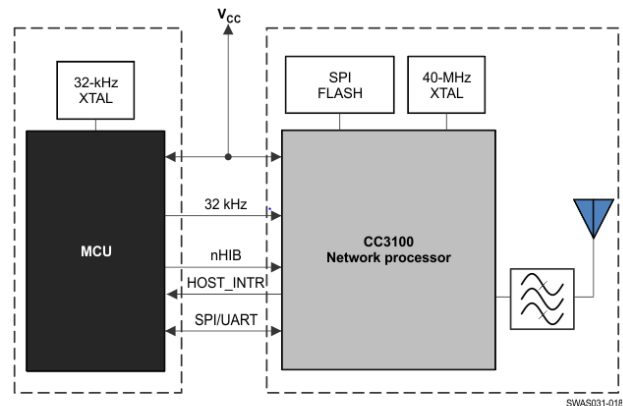 VCC
32-kHz
XTAL
SPI
FLASH
40-MHz
XTAL
32 kHz
MCU
CC3100
Network processor
nHIB
HOST_INTR
SPI/UART
SWAS031-018